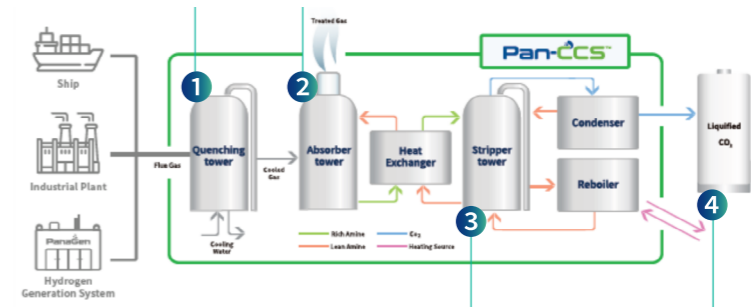 Treated Gas
Pan-CCS™
1
2
Ship
Quenching
tower
Absorber
tower
Heat
Exchanger
Stripper
tower
Condenser
Liquified
CO₂
Flue Gas
Cooled
Gas
Industrial Plant
Reboiler
3
4
PanaGen
Cooling
Water
Rich Amine
Co₂
Lean Amine
Heating Source
Hydrogen
Generation System